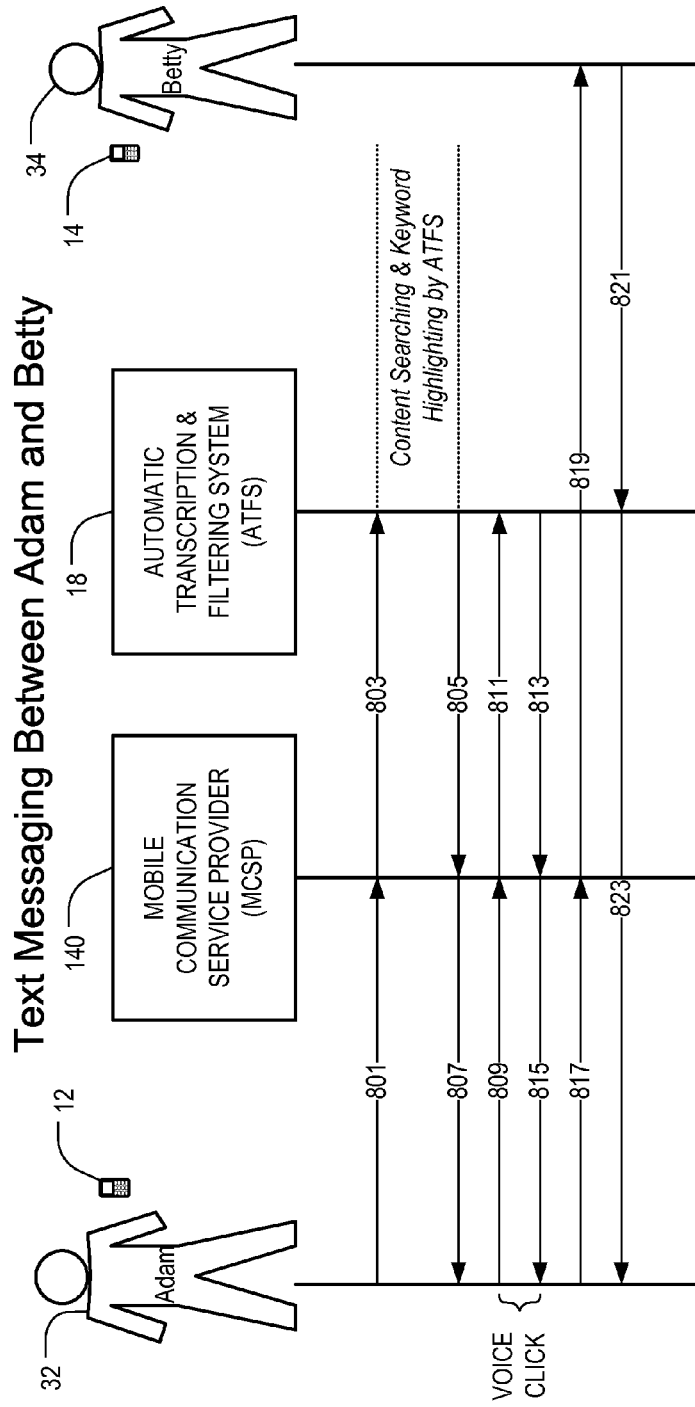 Text Messaging Between Adam and Betty
32
Adam
12
140
MOBILE
COMMUNICATION
SERVICE PROVIDER
(MCSP)
18
AUTOMATIC
TRANSCRIPTION &
FILTERING SYSTEM
(ATFS)
14
34
Betty
801
803
Content Searching & Keyword
Highlighting by ATFS
807
805
VOICE
CLICK
809
811
815
813
817
819
823
821